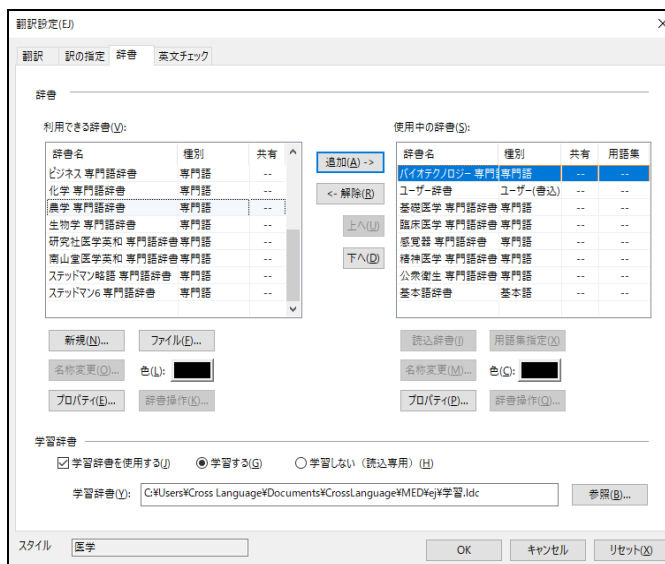 翻訳設定(EJ)
翻訳 訳の指定 辞書 英文チェック
辞書
利用できる辞書(V): 使用中の辞書(S):
辞書名 種別 共有
ビジネス 専門語辞書 専門語 --
化学 専門語辞書 専門語 --
農学 専門語辞書 専門語 --
生物学 専門語辞書 専門語 --
研究社医学英和 専門語辞書 専門語 --
南山堂医学英和 専門語辞書 専門語 --
ステッドマン略語 専門語辞書 専門語 --
ステッドマン6 専門語辞書 専門語 --
追加(A) ->
<- 解除(R)
上へ(U)
下へ(D)
辞書名 種別 共有 用語集
バイオテクノロジー 専門語 専門語 -- --
ユーザー辞書 ユーザー(書込) -- --
基礎医学 専門語辞書 専門語 -- --
臨床医学 専門語辞書 専門語 -- --
感覚器 専門語辞書 専門語 -- --
精神医学 専門語辞書 専門語 -- --
公衆衛生 専門語辞書 専門語 -- --
基本語辞書 基本語 -- --
新規(N)... ファイル(F)...
名称変更(O)... 色(L):
プロパティ(E)... 辞書操作(K)...
読込辞書(I) 用語集指定(X)
名称変更(M)... 色(C):
プロパティ(P)... 辞書操作(Q)...
学習辞書
学習辞書を使用する(J) 学習する(G) 学習しない（読込専用）(H)
学習辞書(Y): C:¥Users¥Cross Language¥Documents¥CrossLanguage¥MED¥ej¥学習.ldc 参照(B)...
スタイル 医学 OK キャンセル リセット(X)